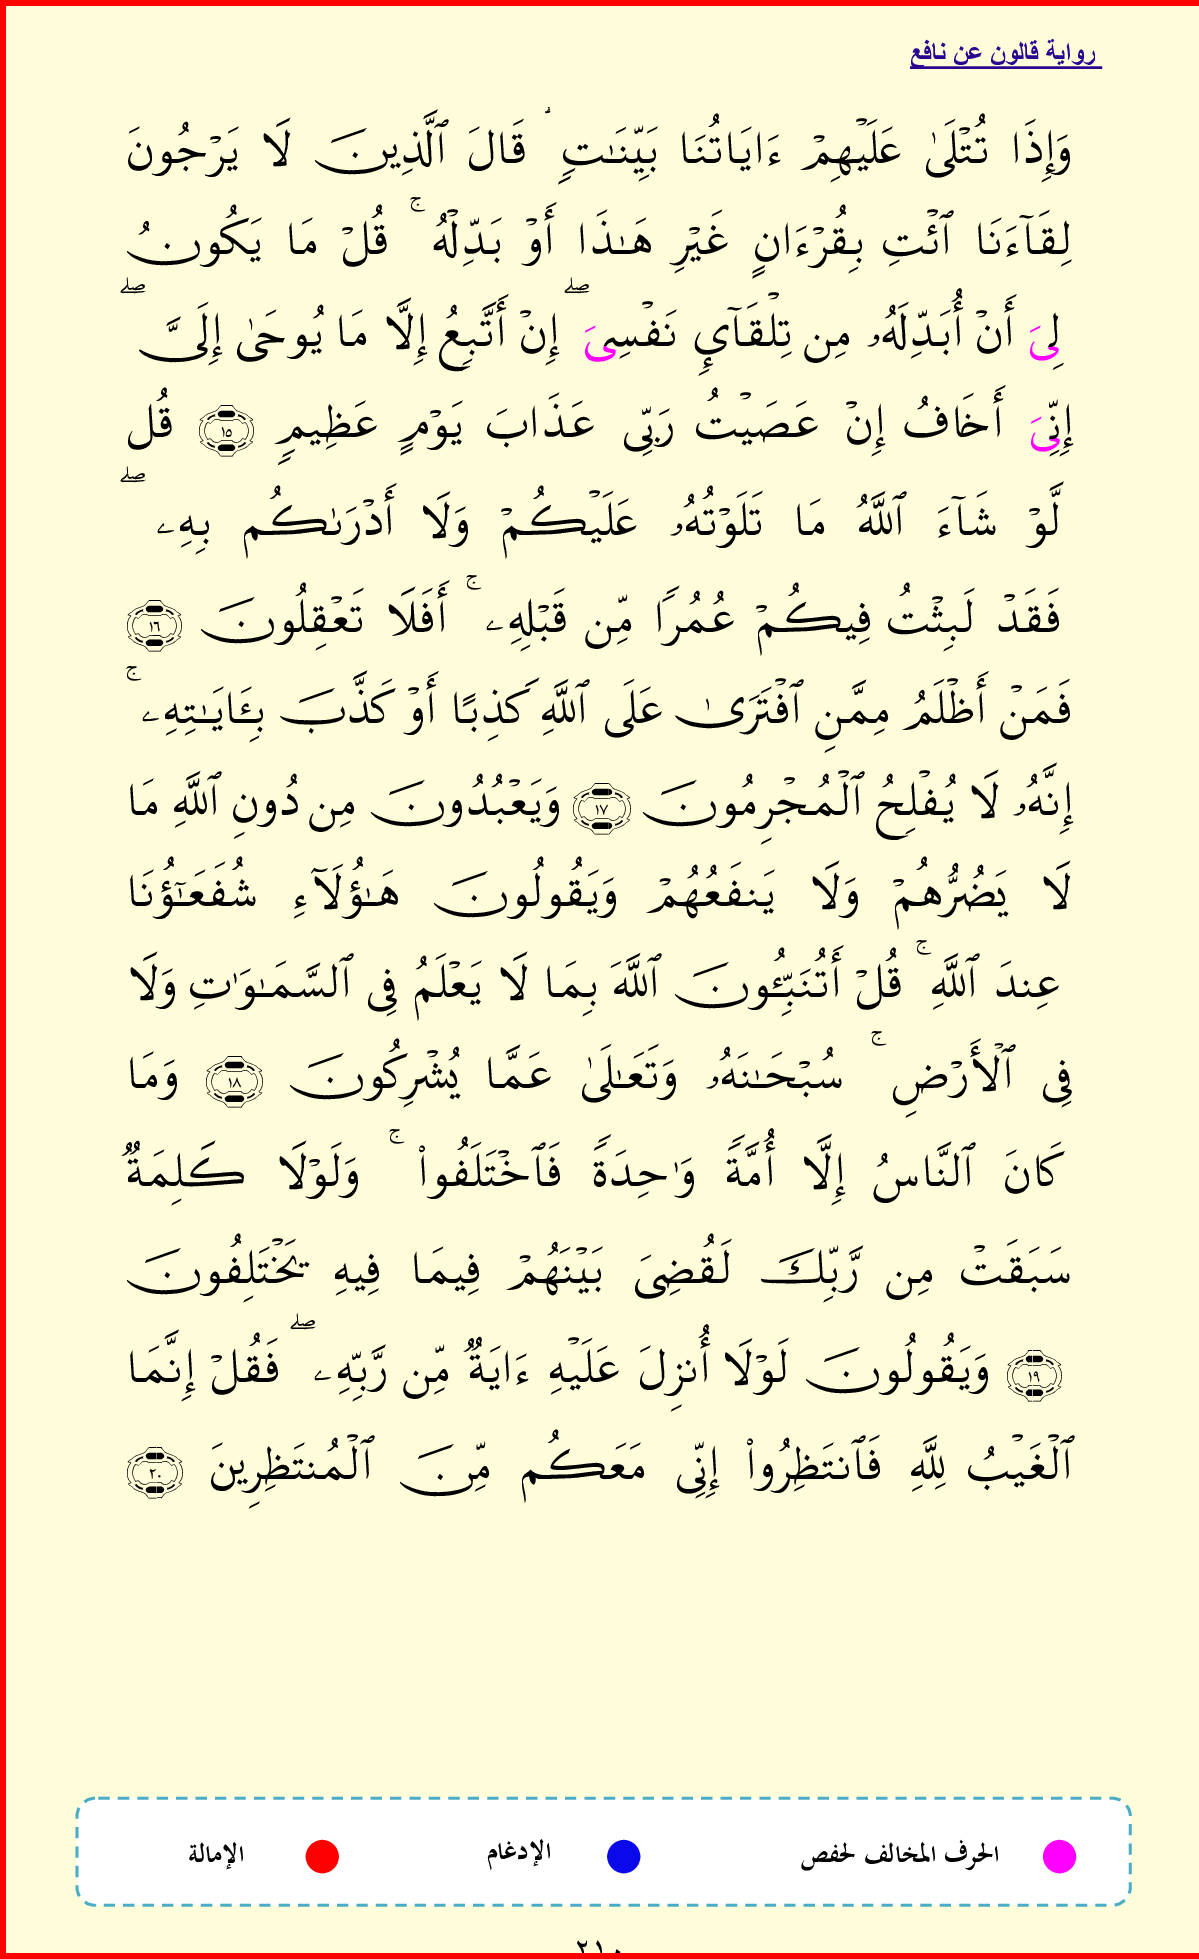 رواية قالون عن نافع
وَإِذَا تُتْلَىٰ عَلَيْهِمْ ءَايَاتُنَا بَيِّنَٰتٖ ۙ قَالَ ٱلَّذِينَ لَا يَرْجُونَ
لِقَآءَنَا ٱئْتِ بِقُرْءَانٍ غَيْرِ هَٰذَا أَوْ بَدِّلْهُ ۚ قُلْ مَا يَكُونُ
لِىَ أَنْ أُبَدِّلَهُۥ مِن تِلْقَآىِٕ نَفْسِىَ ۖ إِنْ أَتَّبِعُ إِلَّا مَا يُوحَىٰ إِلَىَّ ۖ
إِنِّىَ أَخَافُ إِنْ عَصَيْتُ رَبِّى عَذَابَ يَوْمٍ عَظِيمٍ ١٥ قُل
لَّوْ شَآءَ ٱللَّهُ مَا تَلَوْتُهُۥ عَلَيْكُمْ وَلَا أَدْرَىٰكُم بِهِۦ ۖ
فَقَدْ لَبِثْتُ فِيكُمْ عُمُرًا مِّن قَبْلِهِۦ ۚ أَفَلَا تَعْقِلُونَ ١٦
فَمَنْ أَظْلَمُ مِمَّنِ ٱفْتَرَىٰ عَلَى ٱللَّهِ كَذِبًا أَوْ كَذَّبَ بِـَٔايَٰتِهِۦ ۚ
إِنَّهُۥ لَا يُفْلِحُ ٱلْمُجْرِمُونَ ١٧ وَيَعْبُدُونَ مِن دُونِ ٱللَّهِ مَا
لَا يَضُرُّهُمْ وَلَا يَنفَعُهُمْ وَيَقُولُونَ هَٰؤُلَآءِ شُفَعَٰٓؤُنَا
عِندَ ٱللَّهِ ۚ قُلْ أَتُنَبِّـُٔونَ ٱللَّهَ بِمَا لَا يَعْلَمُ فِى ٱلسَّمَٰوَٰتِ وَلَا
فِى ٱلْأَرْضِ ۚ سُبْحَٰنَهُۥ وَتَعَٰلَىٰ عَمَّا يُشْرِكُونَ ١٨ وَمَا
كَانَ ٱلنَّاسُ إِلَّا أُمَّةً وَٰحِدَةً فَٱخْتَلَفُوا۟ ۚ وَلَوْلَا كَلِمَةٌ
سَبَقَتْ مِن رَّبِّكَ لَقُضِىَ بَيْنَهُمْ فِيمَا فِيهِ يَخْتَلِفُونَ
١٩ وَيَقُولُونَ لَوْلَا أُنزِلَ عَلَيْهِ ءَايَةٌ مِّن رَّبِّهِۦ ۖ فَقُلْ إِنَّمَا
ٱلْغَيْبُ لِلَّهِ فَٱنتَظِرُوا۟ إِنِّى مَعَكُم مِّنَ ٱلْمُنتَظِرِينَ ٢٠
الحرف المخالف لحفص الإدغام الإمالة
٢١٠